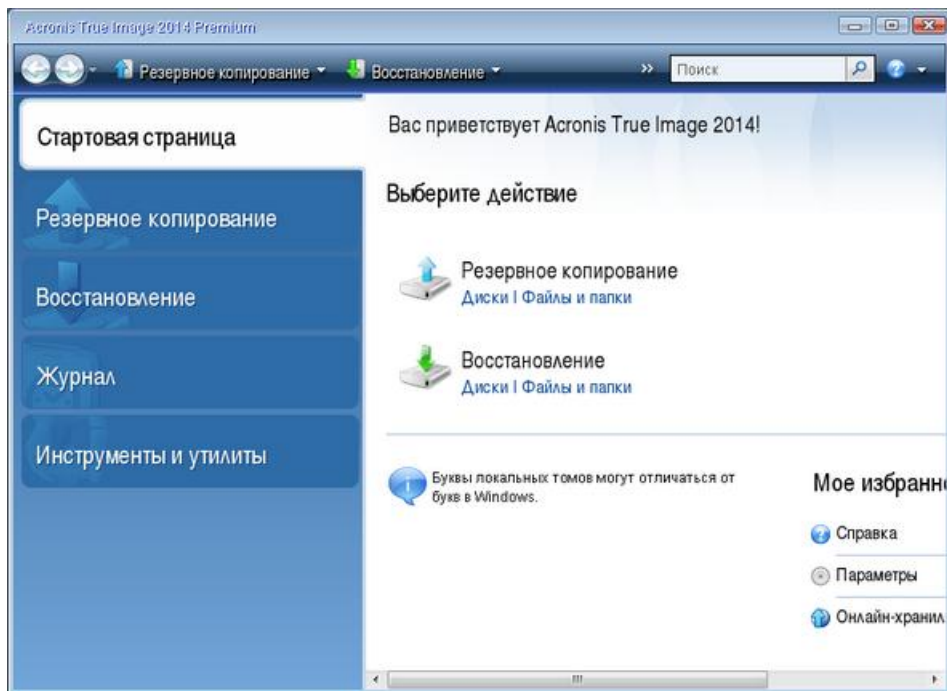 Acronis True Image 2014 Premium
Резервное копирование Восстановление » Поиск
Стартовая страница
Резервное копирование
Восстановление
Журнал
Инструменты и утилиты
Вас приветствует Acronis True Image 2014!
Выберите действие
Резервное копирование
Диски | Файлы и папки
Восстановление
Диски | Файлы и папки
Буквы локальных томов могут отличаться от
букв в Windows.
Мое избранн
Справка
Параметры
Онлайн-хранил